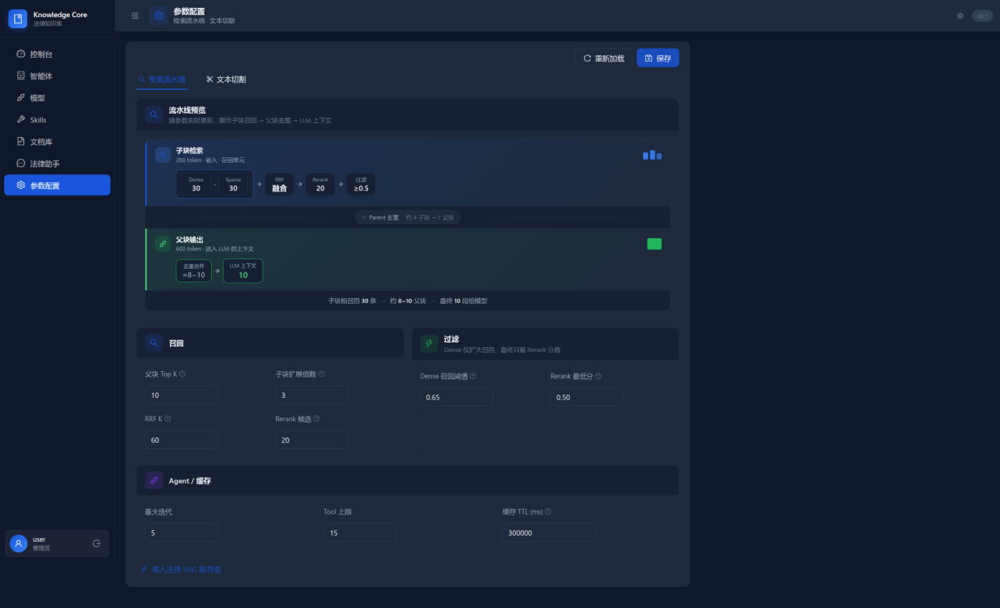 Knowledge Core
法律知识库
控制台
智能体
模型
Skills
文档库
法律助手
参数配置
user
管理员
参数配置
检索流水线 · 文本切割
v0.1
重新加载
保存
检索流水线
文本切割
流水线预览
随参数实时更新，展示子块召回 → 父块去重 → LLM 上下文
子块检索
200 token · 嵌入 · 召回单元
Dense
30
+
Sparse
30
→
RRF
融合
→
Rerank
20
→
过滤
≥0.5
Parent 去重 约 4 子块 → 1 父块
父块输出
600 token · 送入 LLM 的上下文
去重合并
≈8~10
→
LLM 上下文
10
子块粗召回 30 条 → 约 8~10 父块 → 最终 10 段给模型
召回
父块 Top K
10
子块扩展倍数
3
RRF K
60
Rerank 候选
20
过滤
Dense 仅扩大召回，最终只看 Rerank 分数
Dense 召回阈值
0.65
Rerank 最低分
0.50
Agent / 缓存
最大迭代
5
Tool 上限
15
缓存 TTL (ms)
300000
填入法律 RAG 推荐值